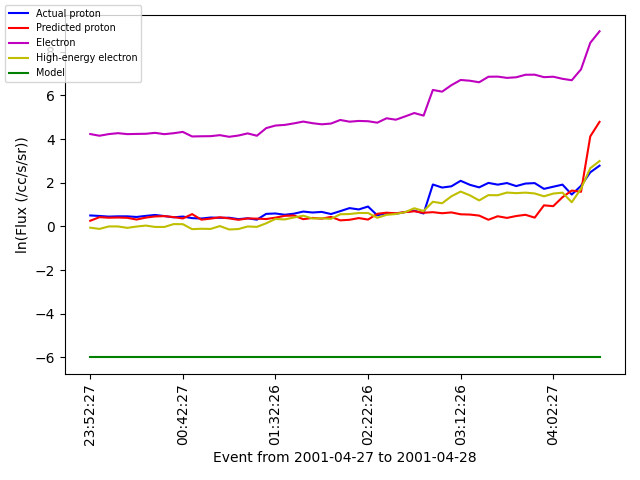 Actual proton
Predicted proton
Electron
High-energy electron
Model
8
6
4
2
0
−2
−4
−6
ln(Flux (/cc/s/sr))
23:52:27
00:42:27
01:32:26
02:22:26
03:12:26
04:02:27
Event from 2001-04-27 to 2001-04-28